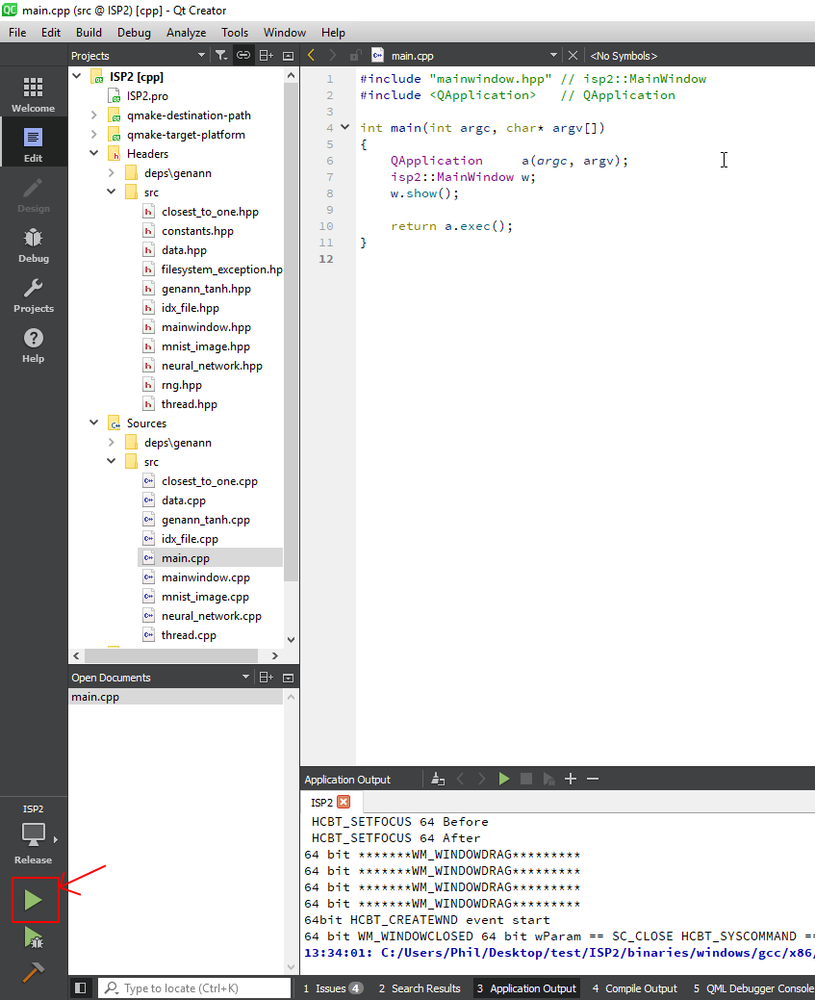 QC main.cpp (src @ ISP2) [cpp] - Qt Creator
File Edit Build Debug Analyze Tools Window Help
Projects
main.cpp
<No Symbols>
Welcome
Edit
Design
Debug
Projects
Help
ISP2 [cpp]
ISP2.pro
qmake-destination-path
qmake-target-platform
Headers
deps\genann
src
closest_to_one.hpp
constants.hpp
data.hpp
filesystem_exception.hp
genann_tanh.hpp
idx_file.hpp
mainwindow.hpp
mnist_image.hpp
neural_network.hpp
rng.hpp
thread.hpp
Sources
deps\genann
src
closest_to_one.cpp
data.cpp
genann_tanh.cpp
idx_file.cpp
main.cpp
mainwindow.cpp
mnist_image.cpp
neural_network.cpp
thread.cpp
1 #include "mainwindow.hpp" // isp2::MainWindow
2 #include <QApplication>   // QApplication
3
4 int main(int argc, char* argv[])
5 {
6     QApplication     a(argc, argv);
7     isp2::MainWindow w;
8     w.show();
9
10     return a.exec();
11 }
12
Open Documents
main.cpp
ISP2
Release
Application Output
ISP2
HCBT_SETFOCUS 64 Before
HCBT_SETFOCUS 64 After
64 bit *******WM_WINDOWDRAG*********
64 bit *******WM_WINDOWDRAG*********
64 bit *******WM_WINDOWDRAG*********
64 bit *******WM_WINDOWDRAG*********
64bit HCBT_CREATEWND event start
64 bit WM_WINDOWCLOSED 64 bit wParam == SC_CLOSE HCBT_SYSCOMMAND ==
13:34:01: C:/Users/Phil/Desktop/test/ISP2/binaries/windows/gcc/x86/
Type to locate (Ctrl+K)
1 Issues 4
2 Search Results
3 Application Output
4 Compile Output
5 QML Debugger Console